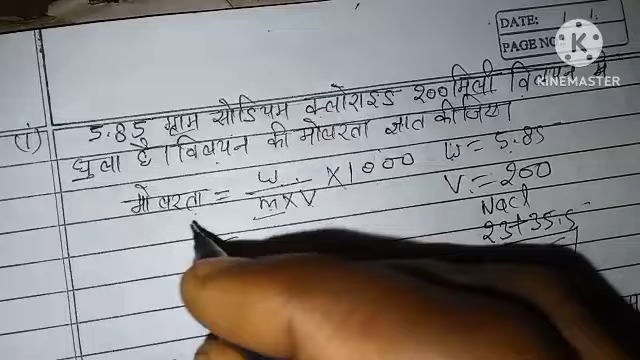 DATE: / /
PAGE NO.
KINEMASTER
(i) 5.85 ग्राम सोडियम क्लोराइड 200 मिली विलयन मे
घुला है । विलयन की मोलरता ज्ञात कीजिए।
मोलरता = w / m×V × 1000
W = 5.85
V = 200
Nacl
23+35.5